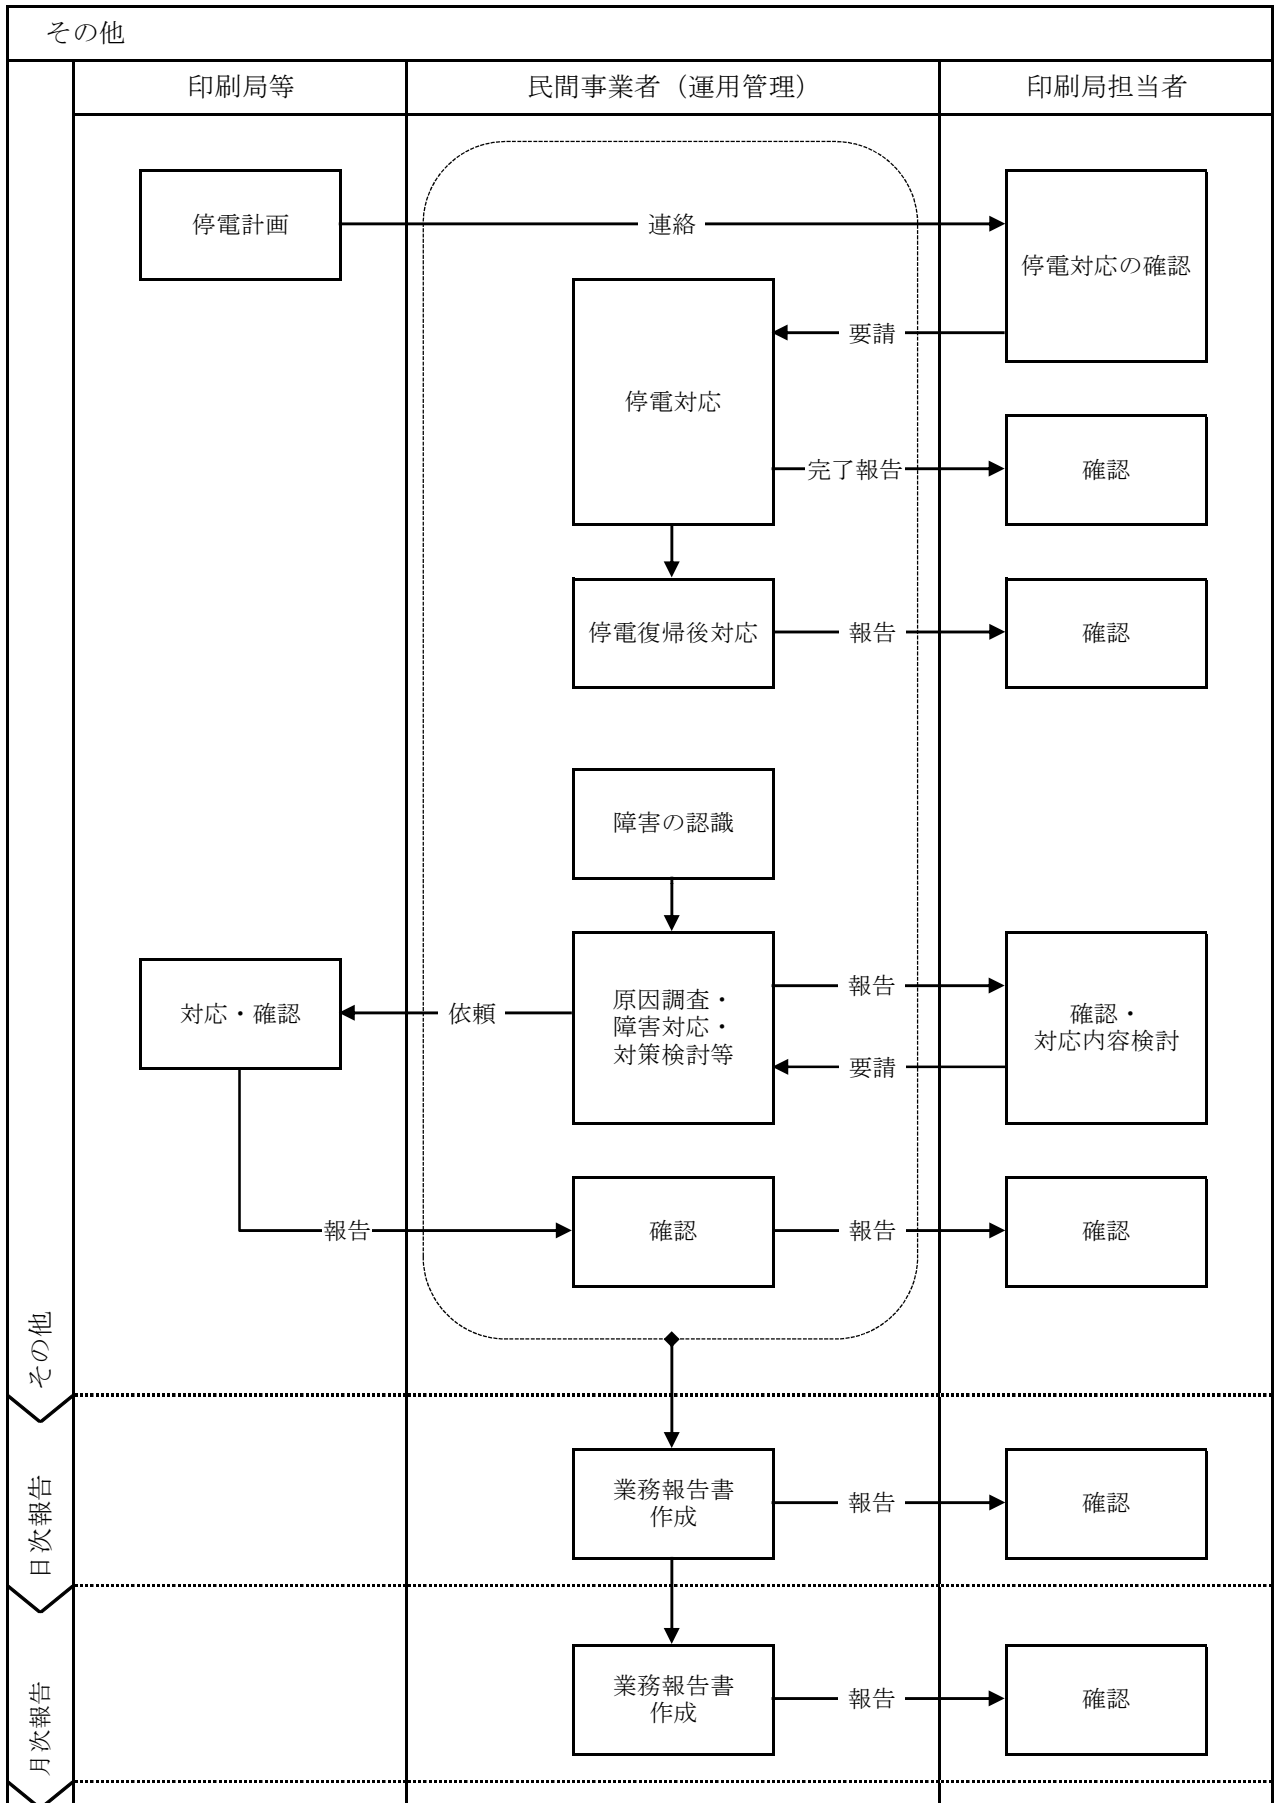 その他
印刷局等
民間事業者（運用管理）
印刷局担当者
停電計画
連絡
停電対応の確認
要請
停電対応
完了報告
確認
停電復帰後対応
報告
確認
障害の認識
対応・確認
依頼
原因調査・
障害対応・
対策検討等
報告
要請
確認・
対応内容検討
報告
確認
報告
確認
その他
日次報告
業務報告書
作成
報告
確認
月次報告
業務報告書
作成
報告
確認